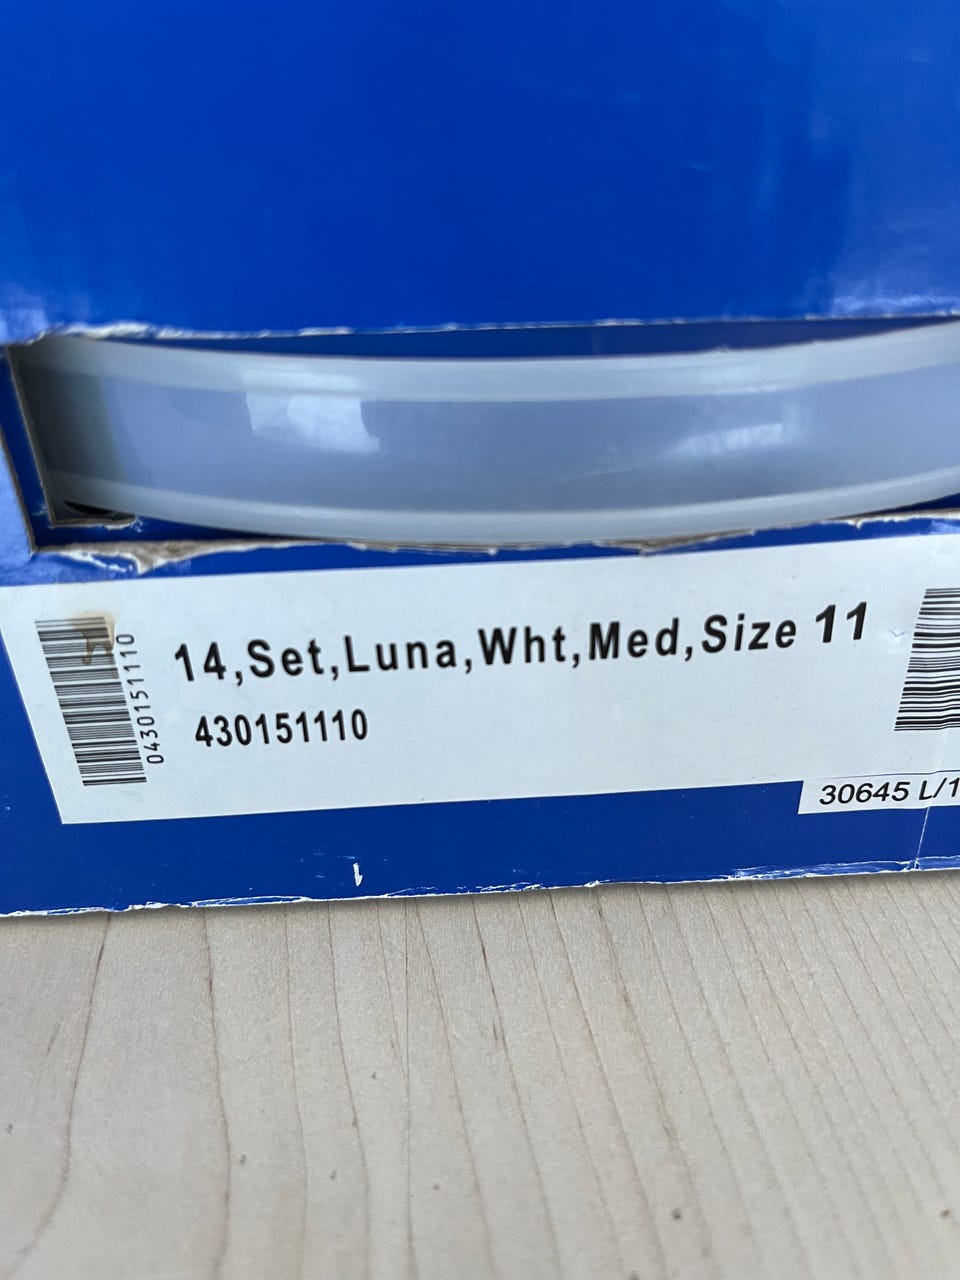 14,Set,Luna,Wht,Med,Size 11
430151110
0430151110
30645 L/1